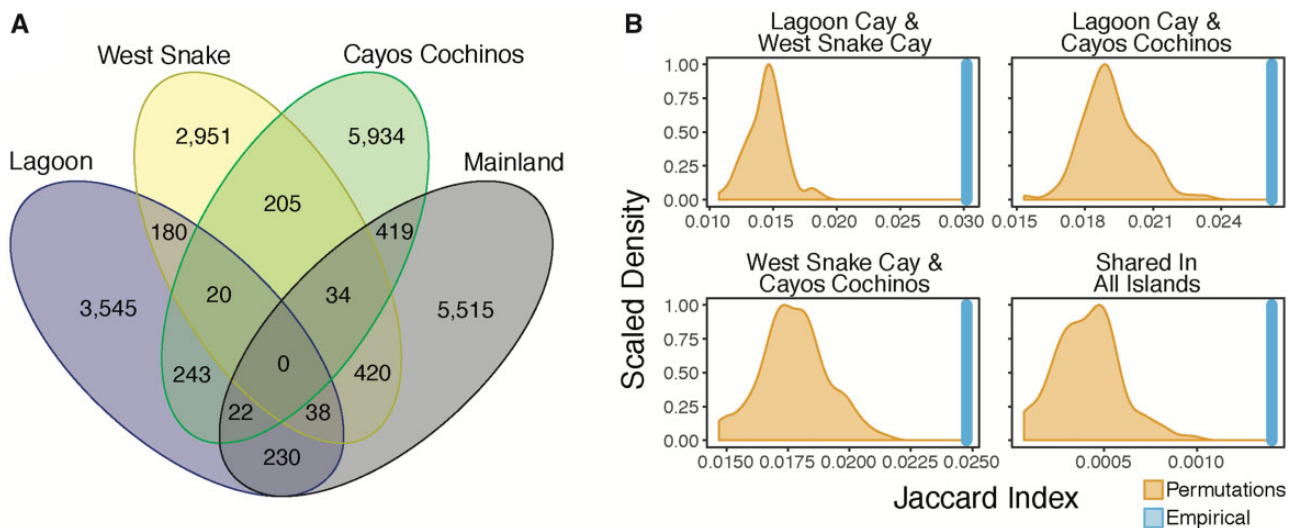 A
West Snake
Cayos Cochinos
Lagoon
Mainland
2,951
5,934
205
180
419
3,545
20
34
5,515
0
243
420
22
38
230
B
Lagoon Cay &
West Snake Cay
Lagoon Cay &
Cayos Cochinos
1.00
0.75
0.50
0.25
0.00
0.010 0.015 0.020 0.025 0.030
0.015 0.018 0.021 0.024
West Snake Cay &
Cayos Cochinos
Shared In
All Islands
1.00
0.75
0.50
0.25
0.00
0.0150 0.0175 0.0200 0.0225 0.0250
0.0005 0.0010
Scaled Density
Jaccard Index
Permutations
Empirical